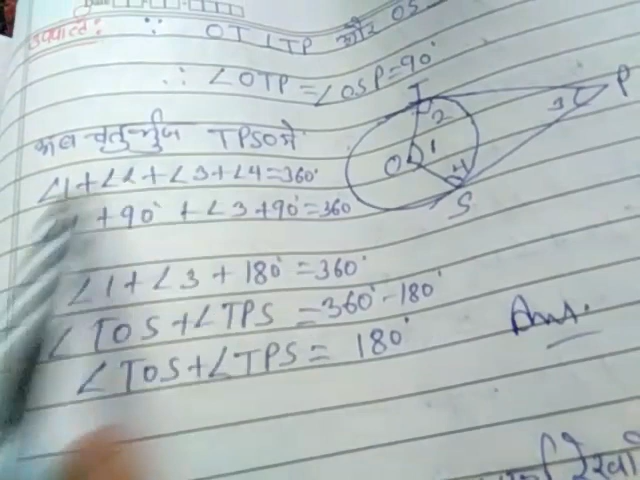 उपपत्ति: ∵ OT ⊥ TP और OS
∴ ∠OTP = ∠OSP = 90°
अब चतुर्भुज TPSO में
∠1 + ∠2 + ∠3 + ∠4 = 360°
+ 90° + ∠3 + 90° = 360
∠1 + ∠3 + 180° = 360°
∠TOS + ∠TPS = 360° - 180°
∠TOS + ∠TPS = 180°
Ans.
T
P
2
3
O
1
4
S